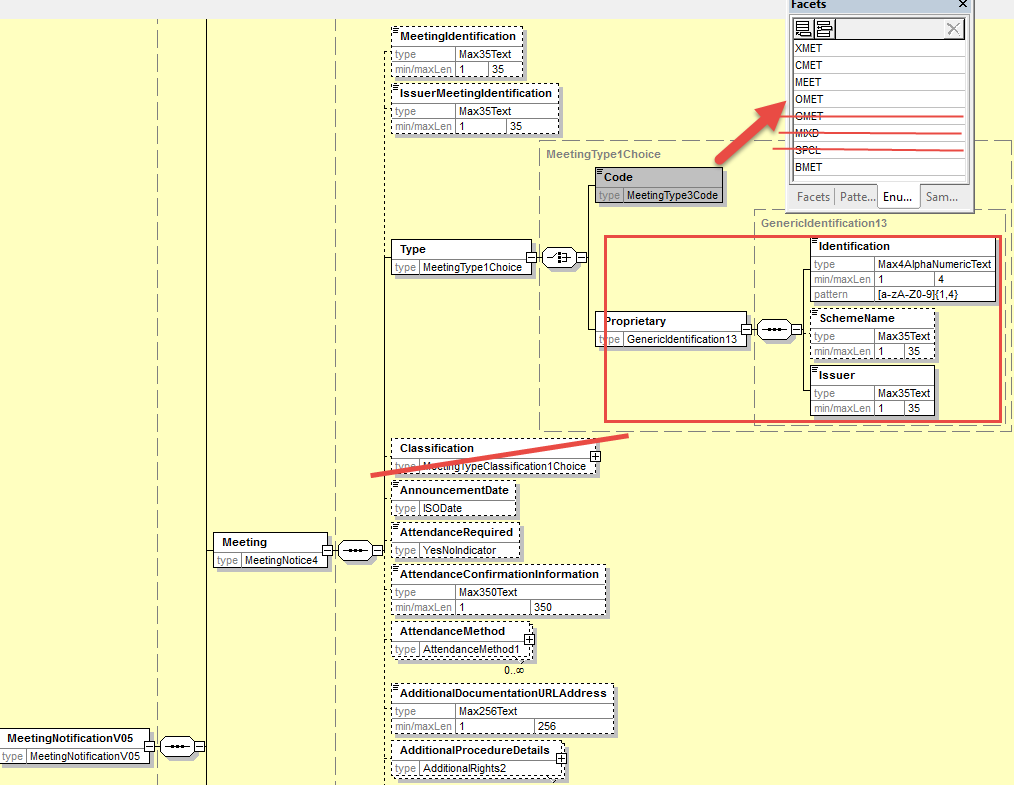 Facets
XMET
CMET
MEET
OMET
GMET
MIXD
SPCL
BMET
Facets Patte... Enu... Sam...
MeetingIdentification
type Max35Text
min/maxLen 1 35
IssuerMeetingIdentification
type Max35Text
min/maxLen 1 35
MeetingType1Choice
Code
type MeetingType3Code
GenericIdentification13
Type
type MeetingType1Choice
Identification
type Max4AlphaNumericText
min/maxLen 1 4
pattern [a-zA-Z0-9]{1,4}
Proprietary
type GenericIdentification13
SchemeName
type Max35Text
min/maxLen 1 35
Issuer
type Max35Text
min/maxLen 1 35
Classification
type MeetingTypeClassification1Choice
AnnouncementDate
type ISODate
AttendanceRequired
type YesNoIndicator
Meeting
type MeetingNotice4
AttendanceConfirmationInformation
type Max350Text
min/maxLen 1 350
AttendanceMethod
type AttendanceMethod1
0..∞
AdditionalDocumentationURLAddress
type Max256Text
min/maxLen 1 256
MeetingNotificationV05
type MeetingNotificationV05
AdditionalProcedureDetails
type AdditionalRights2